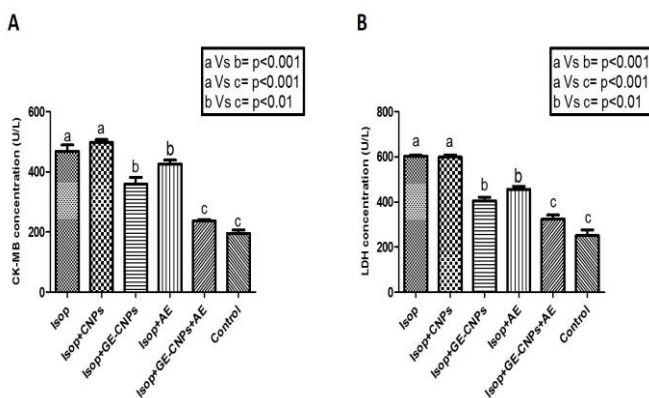 A
a Vs b= p<0.001
a Vs c= p<0.001
b Vs c= p<0.01
CK-MB concentration (U/L)
600
400
200
0
a
a
b
b
c
c
Isop
Isop+CNPs
Isop+GE-CNPs
Isop+AE
Isop+GE-CNPs+AE
Control
B
a Vs b= p<0.001
a Vs c= p<0.001
b Vs c= p<0.01
LDH concentration (U/L)
800
600
400
200
0
a
a
b
b
c
c
Isop
Isop+CNPs
Isop+GE-CNPs
Isop+AE
Isop+GE-CNPs+AE
Control